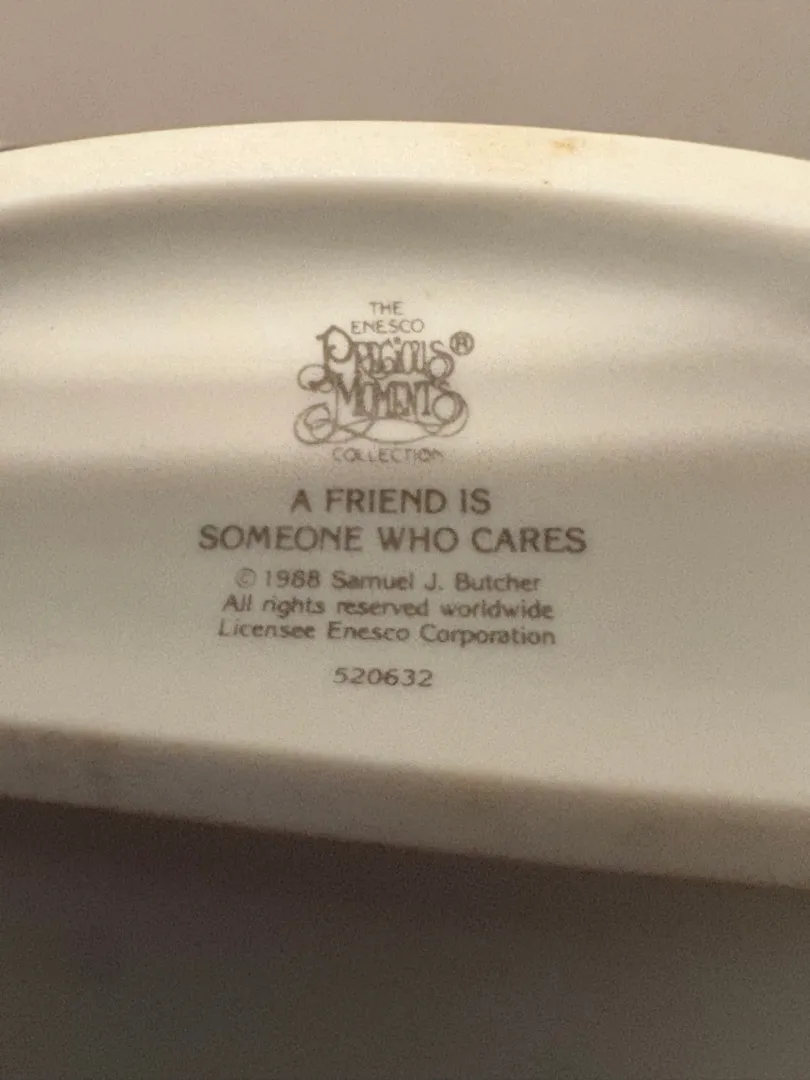 THE
ENESCO
PRECIOUS®
MOMENTS
COLLECTION
A FRIEND IS
SOMEONE WHO CARES
© 1988 Samuel J. Butcher
All rights reserved worldwide
Licensee Enesco Corporation
520632